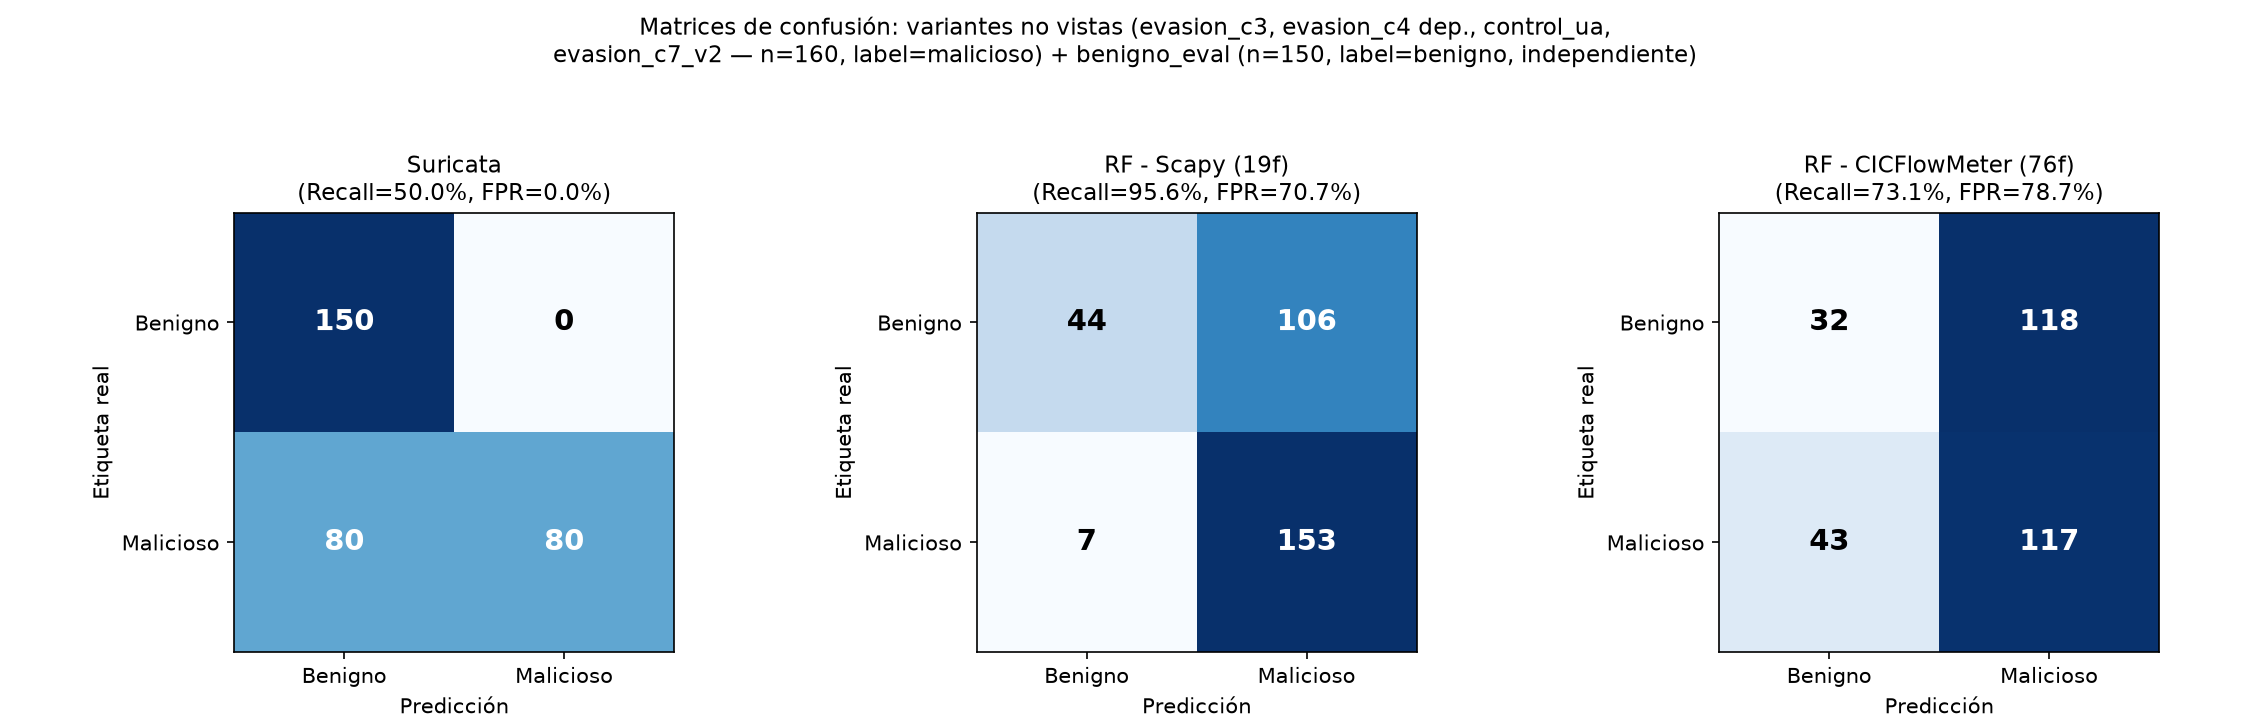 Matrices de confusión: variantes no vistas (evasion_c3, evasion_c4 dep., control_ua,
evasion_c7_v2 — n=160, label=malicioso) + benigno_eval (n=150, label=benigno, independiente)
Suricata
(Recall=50.0%, FPR=0.0%)
Benigno
150
0
Malicioso
80
80
Etiqueta real
Benigno
Malicioso
Predicción
RF - Scapy (19f)
(Recall=95.6%, FPR=70.7%)
Benigno
44
106
Malicioso
7
153
Etiqueta real
Benigno
Malicioso
Predicción
RF - CICFlowMeter (76f)
(Recall=73.1%, FPR=78.7%)
Benigno
32
118
Malicioso
43
117
Etiqueta real
Benigno
Malicioso
Predicción